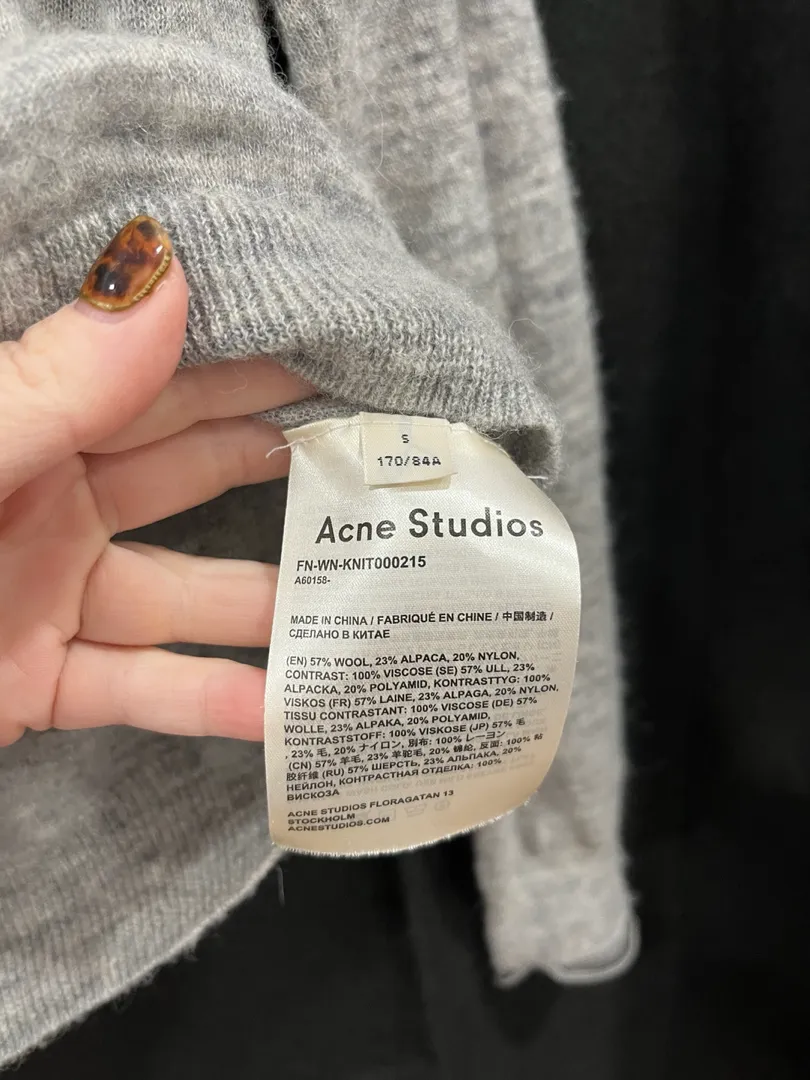 S
170/84A
Acne Studios
FN-WN-KNIT000215
A60158-
MADE IN CHINA / FABRIQUÉ EN CHINE / 中国制造 /
СДЕЛАНО В КИТАЕ
(EN) 57% WOOL, 23% ALPACA, 20% NYLON,
CONTRAST: 100% VISCOSE (SE) 57% ULL, 23%
ALPACKA, 20% POLYAMID, KONTRASTTYG: 100%
VISKOS (FR) 57% LAINE, 23% ALPAGA, 20% NYLON,
TISSU CONTRASTANT: 100% VISCOSE (DE) 57%
WOLLE, 23% ALPAKA, 20% POLYAMID,
KONTRASTSTOFF: 100% VISKOSE (JP) 57% 毛
, 23% 毛, 20% ナイロン, 別布: 100% レーヨン
(CN) 57% 羊毛, 23% 羊驼毛, 20% 锦纶, 反面: 100% 粘
胶纤维 (RU) 57% ШЕРСТЬ, 23% АЛЬПАКА, 20%
НЕЙЛОН, КОНТРАСТНАЯ ОТДЕЛКА: 100%
ВИСКОЗА
ACNE STUDIOS FLORAGATAN 13
STOCKHOLM
ACNESTUDIOS.COM